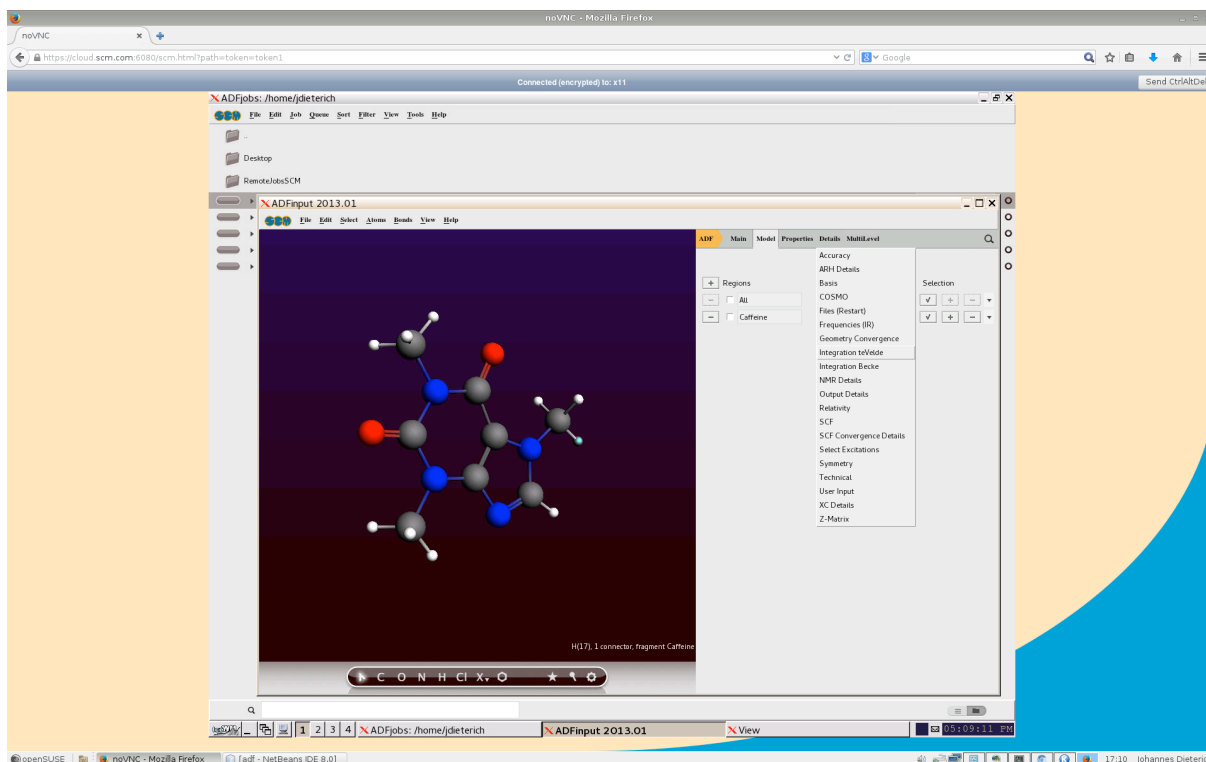 noVNC - Mozilla Firefox
noVNC
https://cloud.scm.com:6080/scm.html?path=token=token1
Google
Connected (encrypted) to: x11
Send CtrlAltDel
ADFjobs: /home/jdieterich
SCM File Edit Job Queue Sort Filter View Tools Help
..
Desktop
RemoteJobsSCM
ADFinput 2013.01
SCM File Edit Select Atoms Bonds View Help
ADF Main Model Properties Details MultiLevel
Accuracy
ARH Details
Regions Basis Selection
All COSMO
Files (Restart)
Caffeine Frequencies (IR)
Geometry Convergence
Integration teVelde
Integration Becke
NMR Details
Output Details
Relativity
SCF
SCF Convergence Details
Select Excitations
Symmetry
Technical
User Input
XC Details
Z-Matrix
H(17), 1 connector, fragment Caffeine
C O N H Cl X
1 2 3 4 ADFjobs: /home/jdieterich ADFinput 2013.01 View 05:09:11 PM
openSUSE noVNC - Mozilla Firefox [adf - NetBeans IDE 8.0] 17:10 Johannes Dieteric